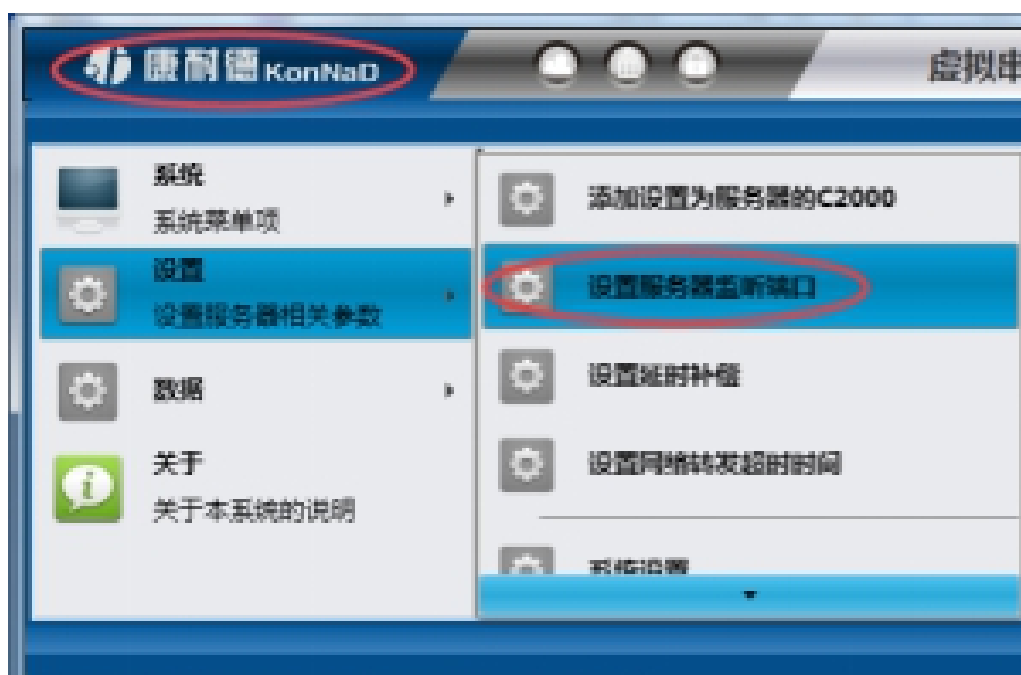 康耐德 KonNaD
虚拟串
系统
系统菜单项
设置
设置服务器相关参数
数据
关于
关于本系统的说明
添加设置为服务器的C2000
设置服务器监听端口
设置延时补偿
设置网络转发超时时间
系统设置